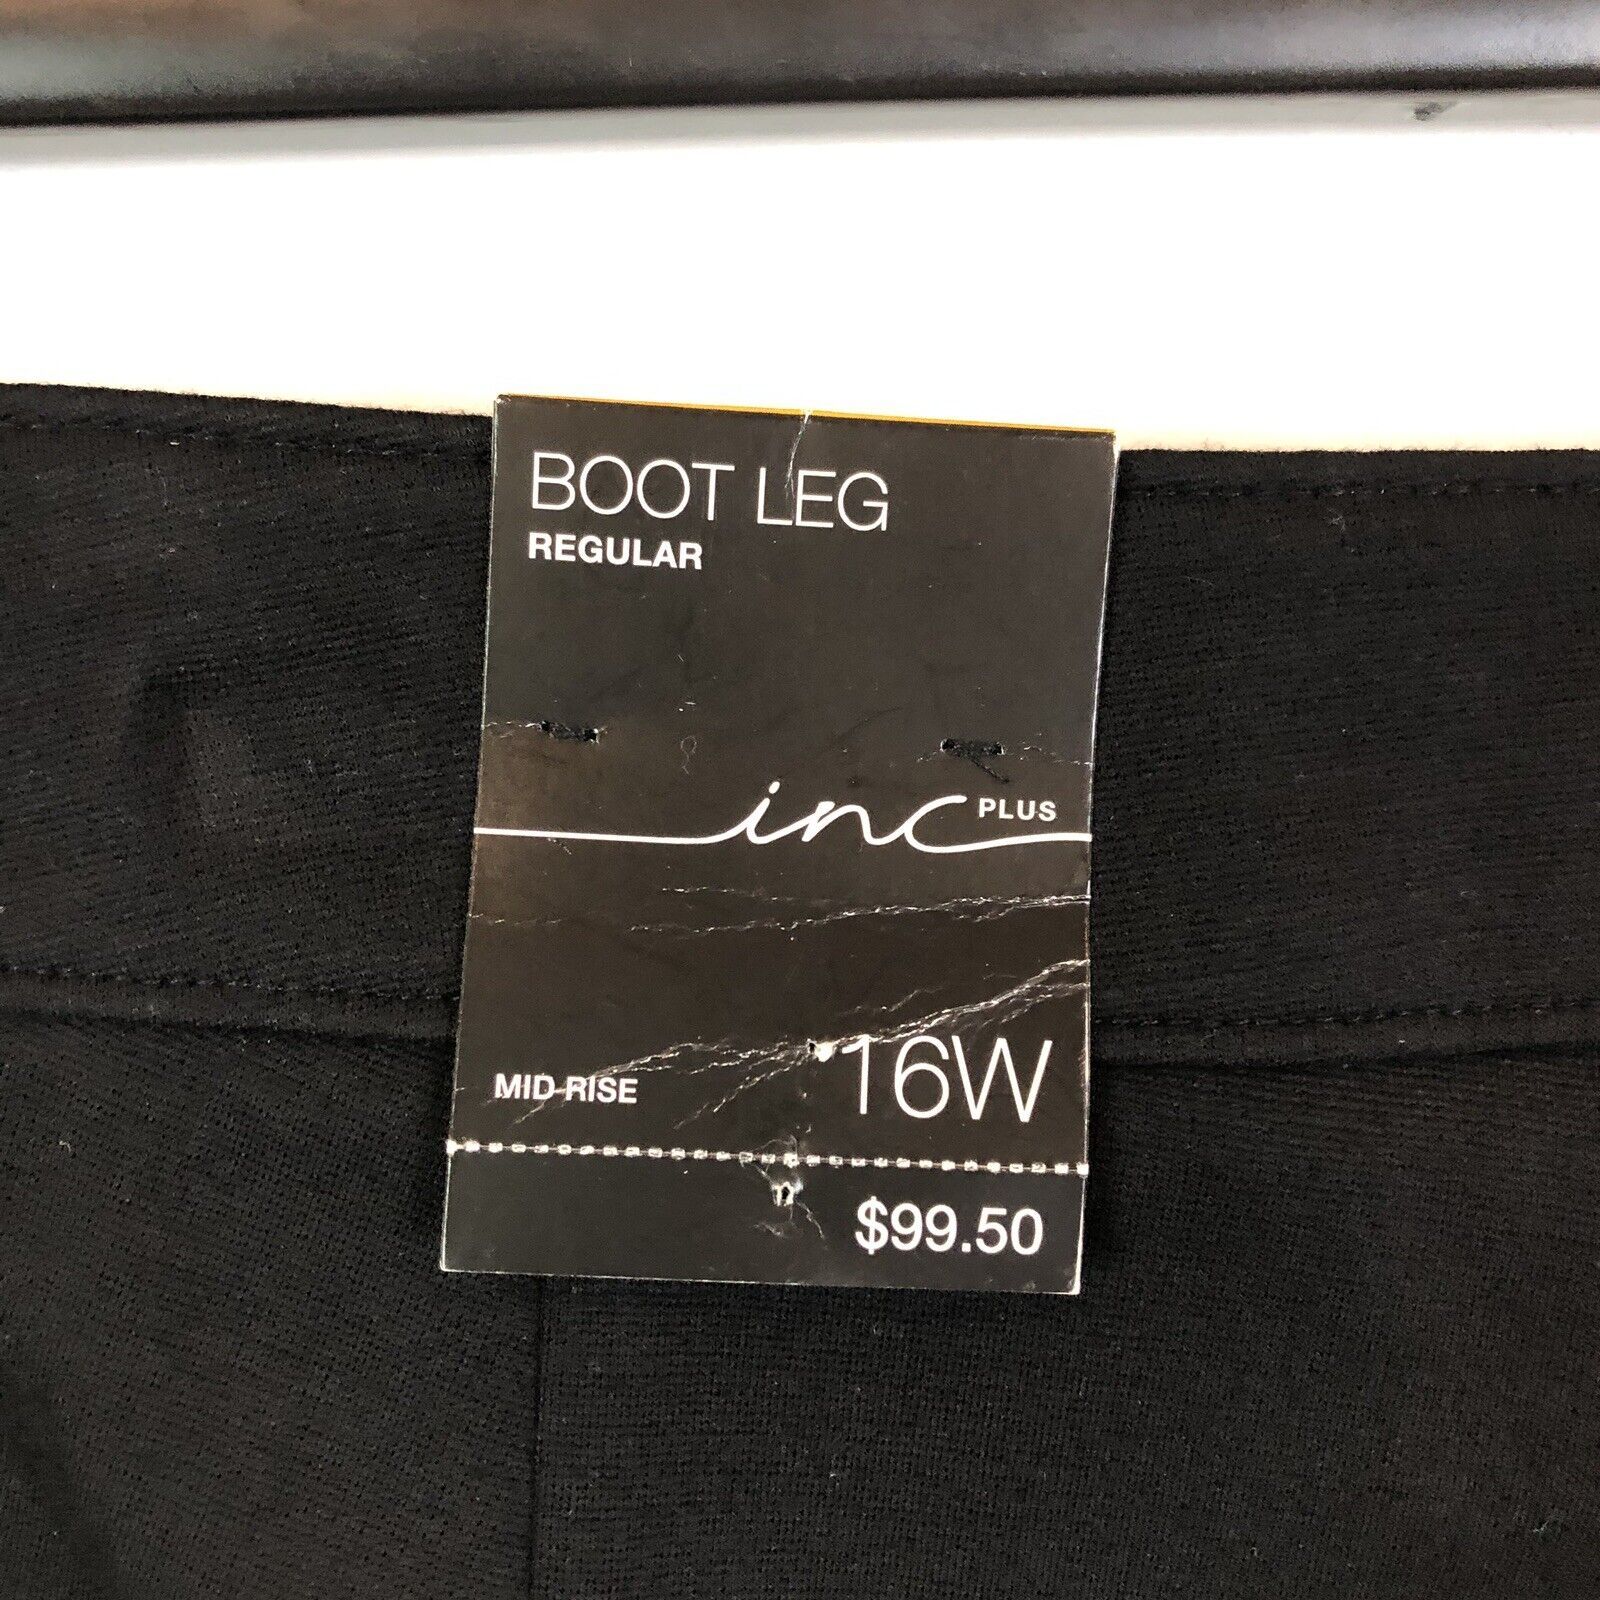 BOOT LEG
REGULAR
inc PLUS
MID RISE 16W
$99.50